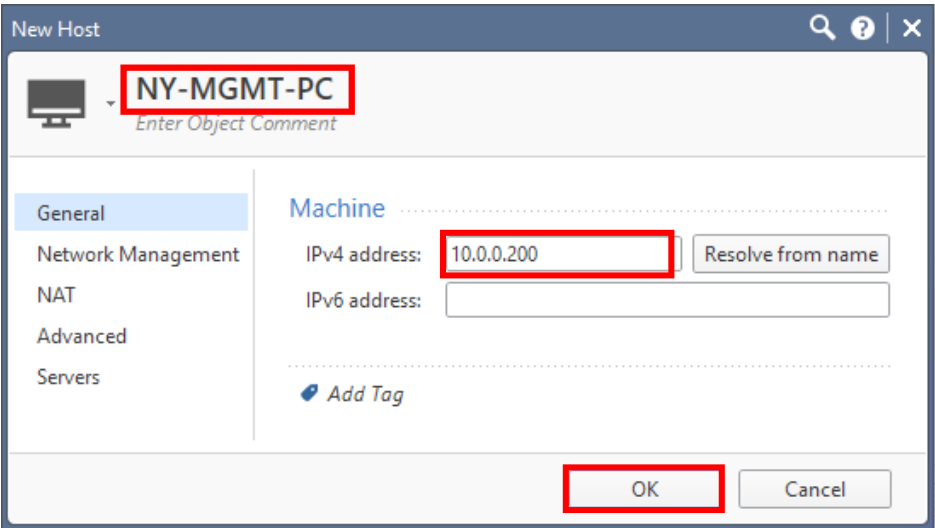 New Host
NY-MGMT-PC
Enter Object Comment
General
Network Management
NAT
Advanced
Servers
Machine
IPv4 address: 10.0.0.200 Resolve from name
IPv6 address:
Add Tag
OK Cancel